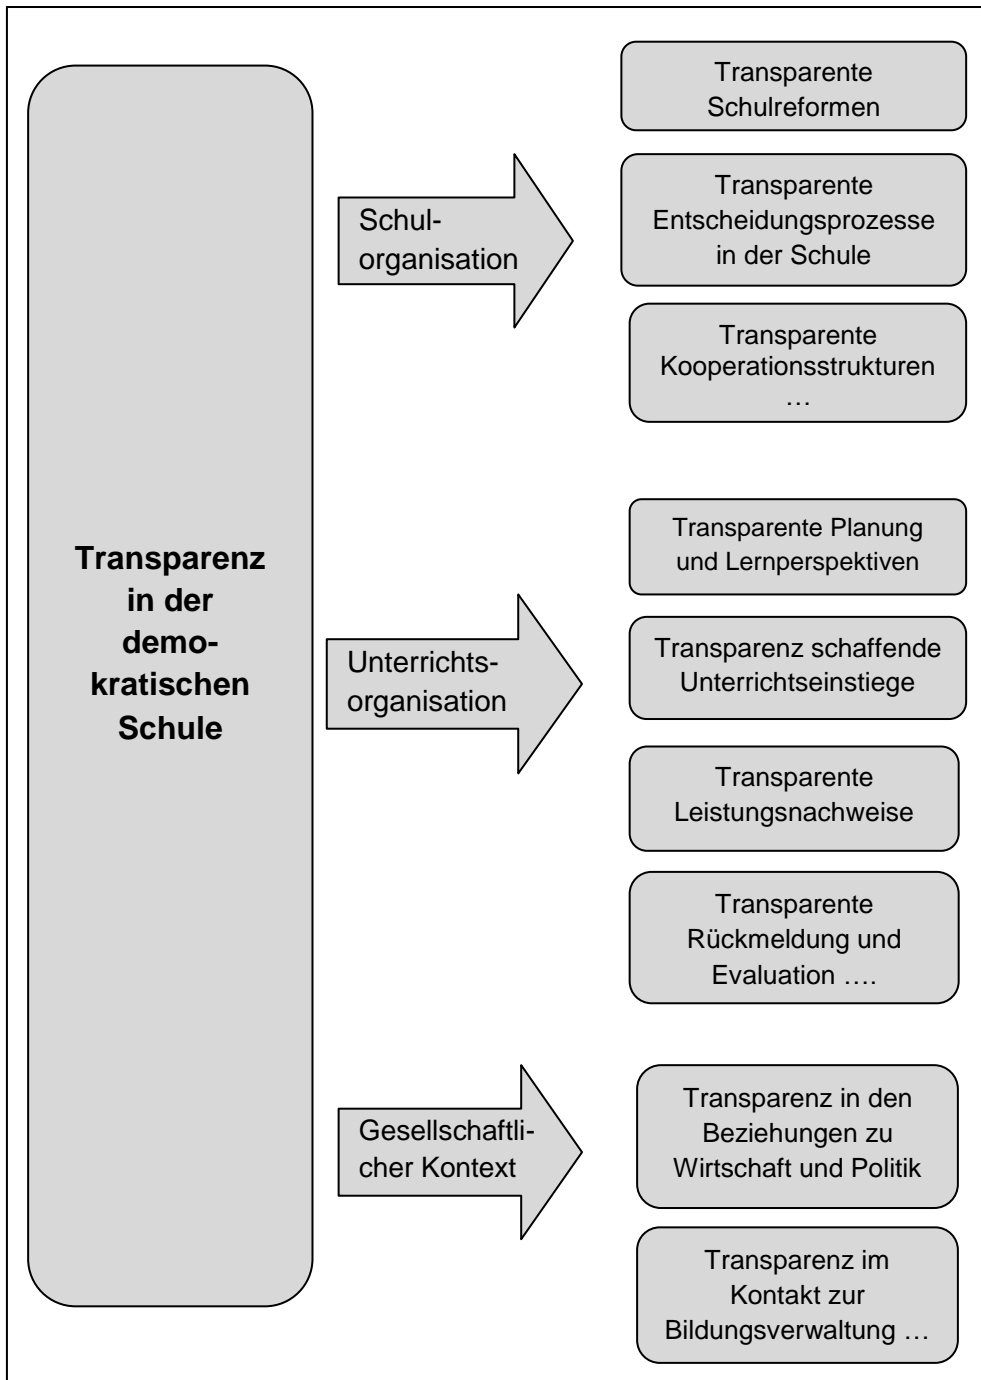 Transparenz
in der
demo-
kratischen
Schule
Schul-
organisation
Transparente
Schulreformen
Transparente
Entscheidungsprozesse
in der Schule
Transparente
Kooperationsstrukturen
…
Unterrichts-
organisation
Transparente Planung
und Lernperspektiven
Transparenz schaffende
Unterrichtseinstiege
Transparente
Leistungsnachweise
Transparente
Rückmeldung und
Evaluation ….
Gesellschaftli-
cher Kontext
Transparenz in den
Beziehungen zu
Wirtschaft und Politik
Transparenz im
Kontakt zur
Bildungsverwaltung …